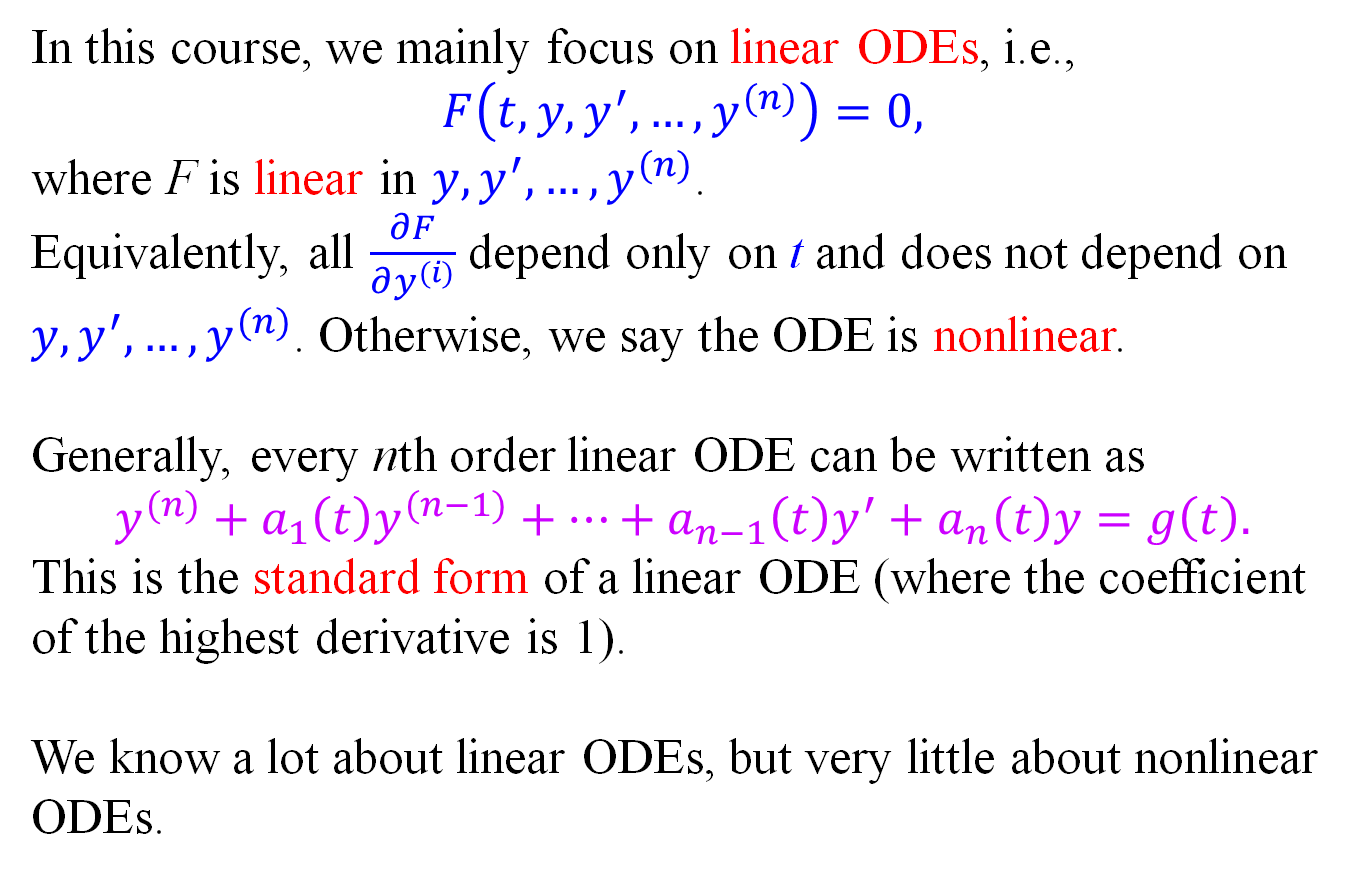 In this course, we mainly focus on linear ODEs, i.e.,
F(t, y, y′, … , y⁽ⁿ⁾) = 0,
where F is linear in y, y′, … , y⁽ⁿ⁾.
Equivalently, all ∂F/∂y⁽ⁱ⁾ depend only on t and does not depend on
y, y′, … , y⁽ⁿ⁾. Otherwise, we say the ODE is nonlinear.
Generally, every nth order linear ODE can be written as
y⁽ⁿ⁾ + a₁(t)y⁽ⁿ⁻¹⁾ + ⋯ + aₙ₋₁(t)y′ + aₙ(t)y = g(t).
This is the standard form of a linear ODE (where the coefficient
of the highest derivative is 1).
We know a lot about linear ODEs, but very little about nonlinear
ODEs.